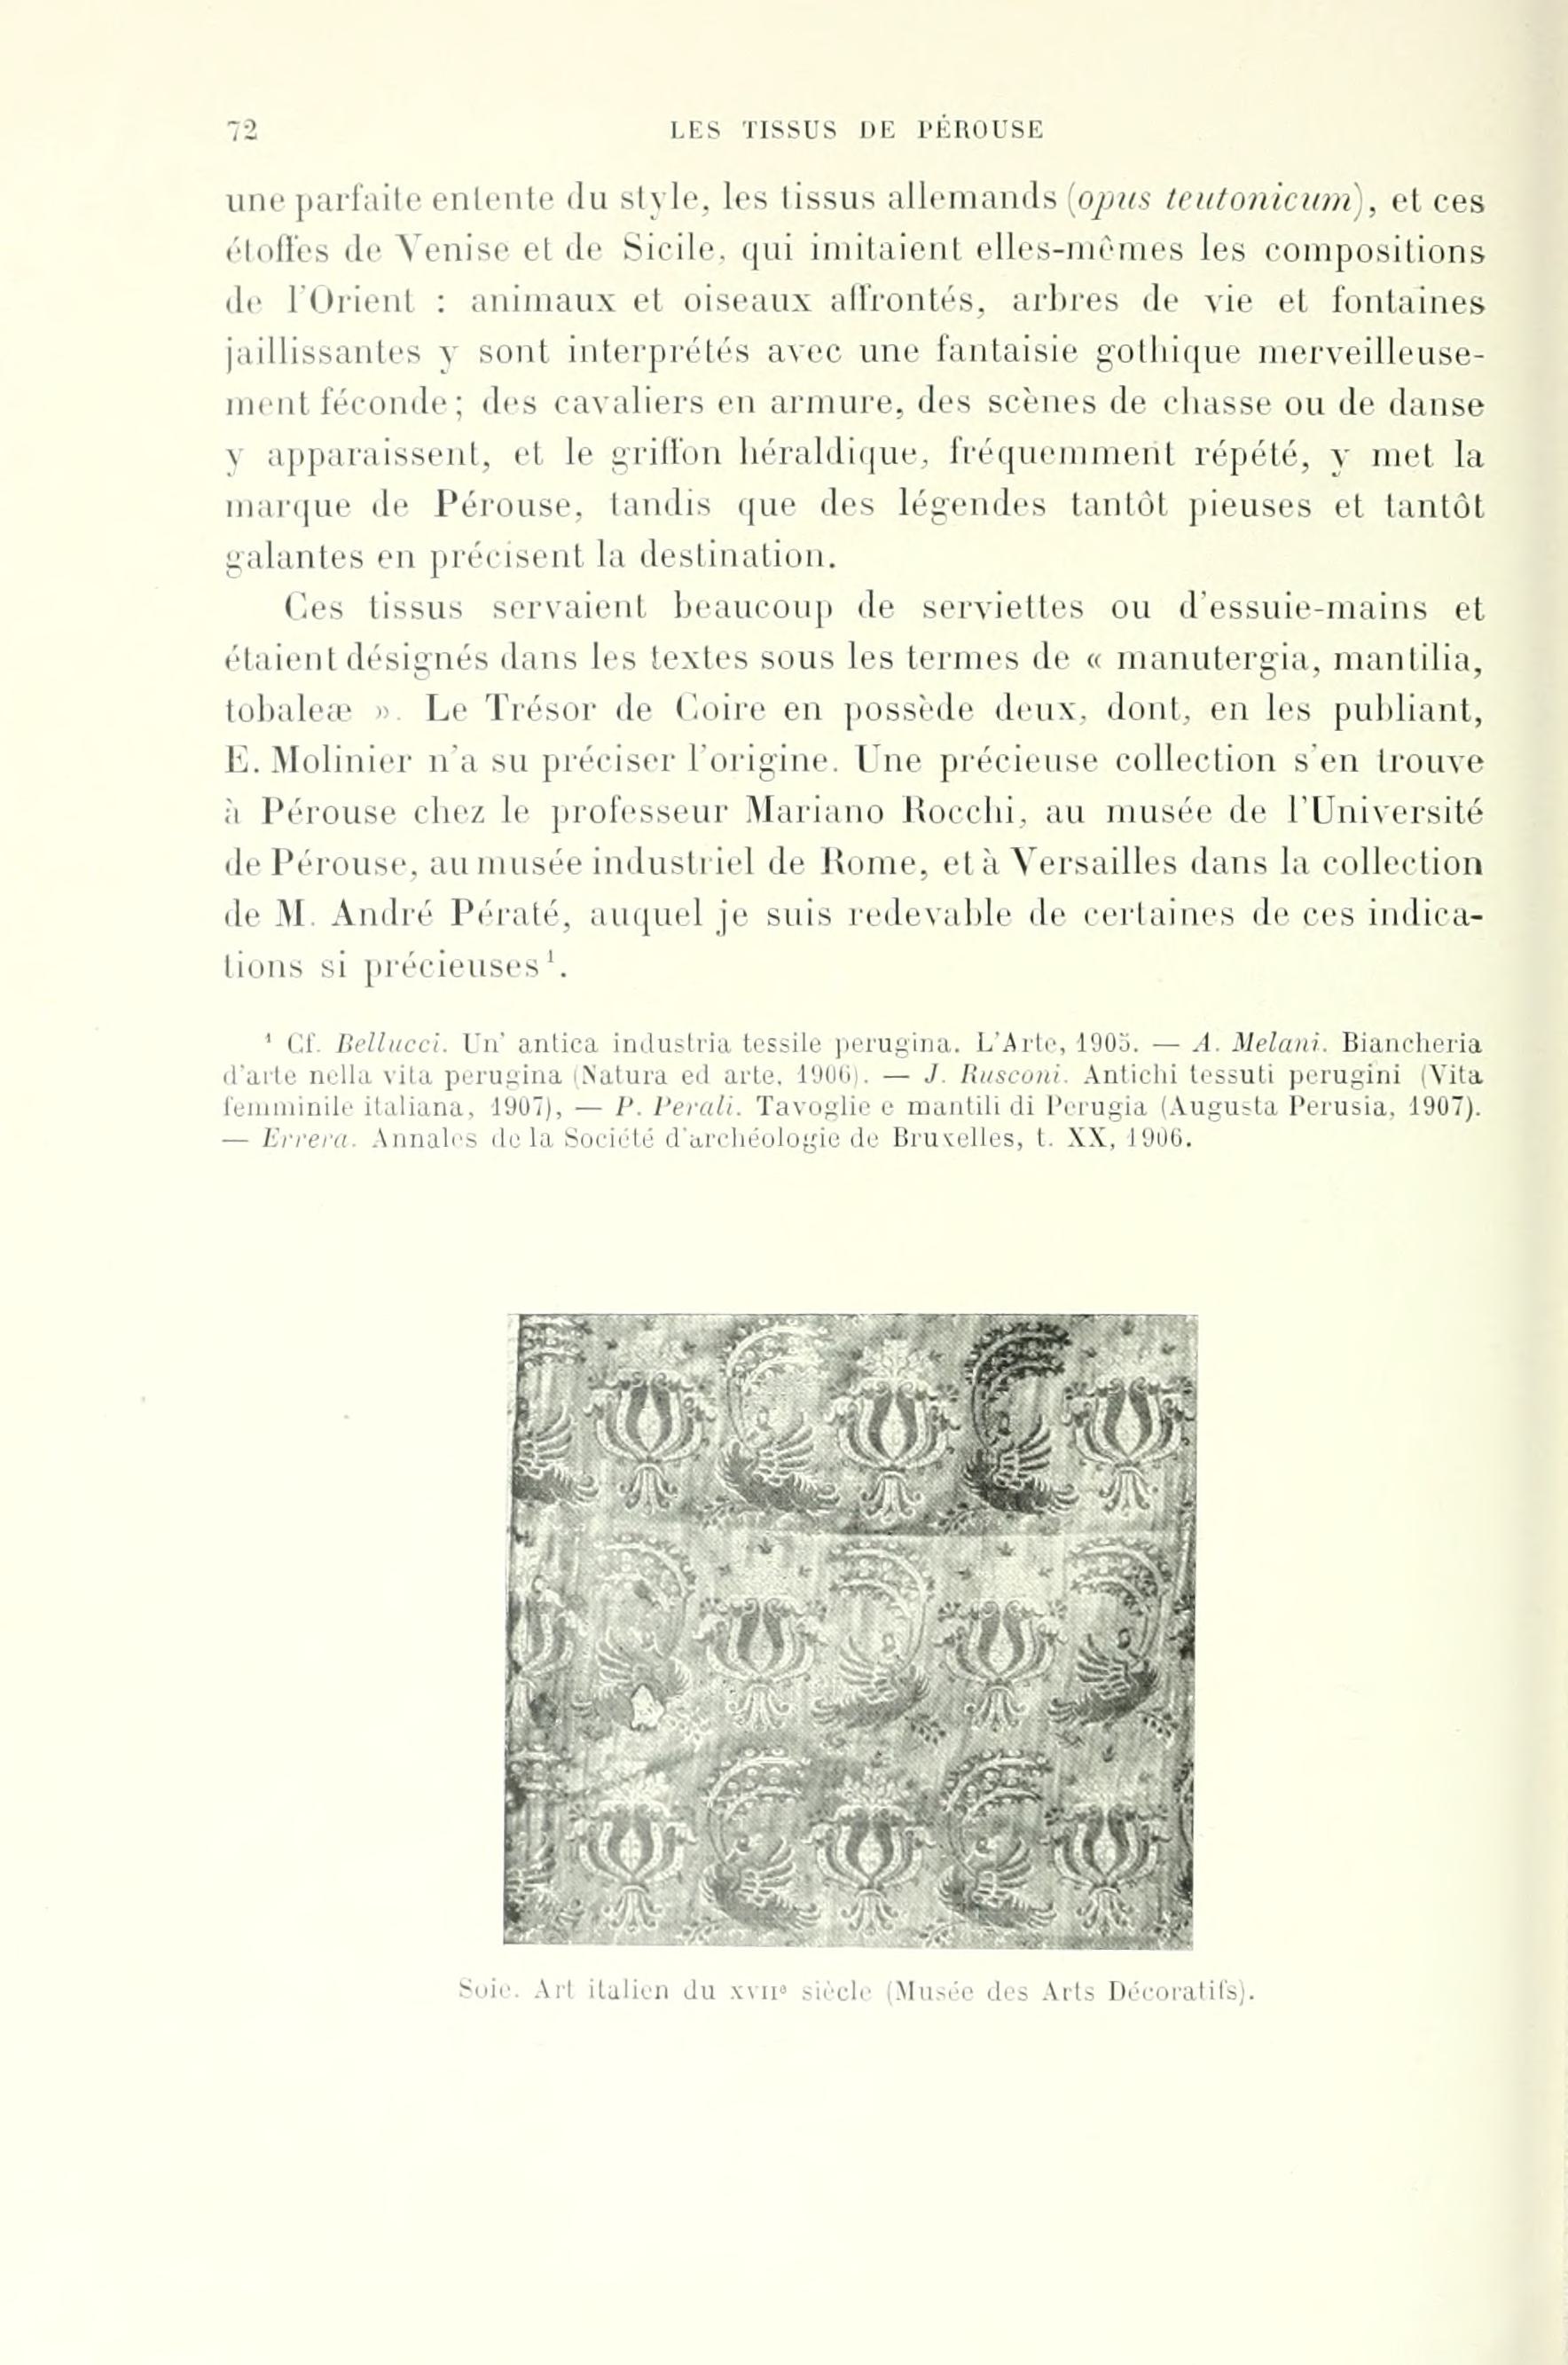 72
LES TISSUS DE PÉROUSE
une parfaite entente du style, les tissus allemands (opus teutonicum), et ces
étoffes de Venise et de Sicile, qui imitaient elles-mêmes les compositions
de l'Orient : animaux et oiseaux affrontés, arbres de vie et fontaines
jaillissantes y sont interprétés avec une fantaisie gothique merveilleuse-
ment féconde; des cavaliers en armure, des scènes de chasse ou de danse
y apparaissent, et le griffon héraldique, fréquemment répété, y met la
marque de Pérouse, tandis que des légendes tantôt pieuses et tantôt
galantes en précisent la destination.
Ces tissus servaient beaucoup de serviettes ou d'essuie-mains et
étaient désignés dans les textes sous les termes de « manutergia, mantilia,
tobaleæ ». Le Trésor de Coire en possède deux, dont, en les publiant,
E. Molinier n'a su préciser l'origine. Une précieuse collection s'en trouve
à Pérouse chez le professeur Mariano Rocchi, au musée de l'Université
de Pérouse, au musée industriel de Rome, et à Versailles dans la collection
de M. André Pératé, auquel je suis redevable de certaines de ces indica-
tions si précieuses¹.
¹ Cf. Bellucci. Un' antica industria tessile perugina. L'Arte, 1905. — A. Melani. Biancheria
d'arte nella vita perugina (Natura ed arte, 1906). — J. Rusconi. Antichi tessuti perugini (Vita
femminile italiana, 1907), — P. Perali. Tavoglie e mantili di Perugia (Augusta Perusia, 1907).
— Errera. Annales de la Société d'archéologie de Bruxelles, t. XX, 1906.
Soie. Art italien du XVIIe siècle (Musée des Arts Décoratifs).